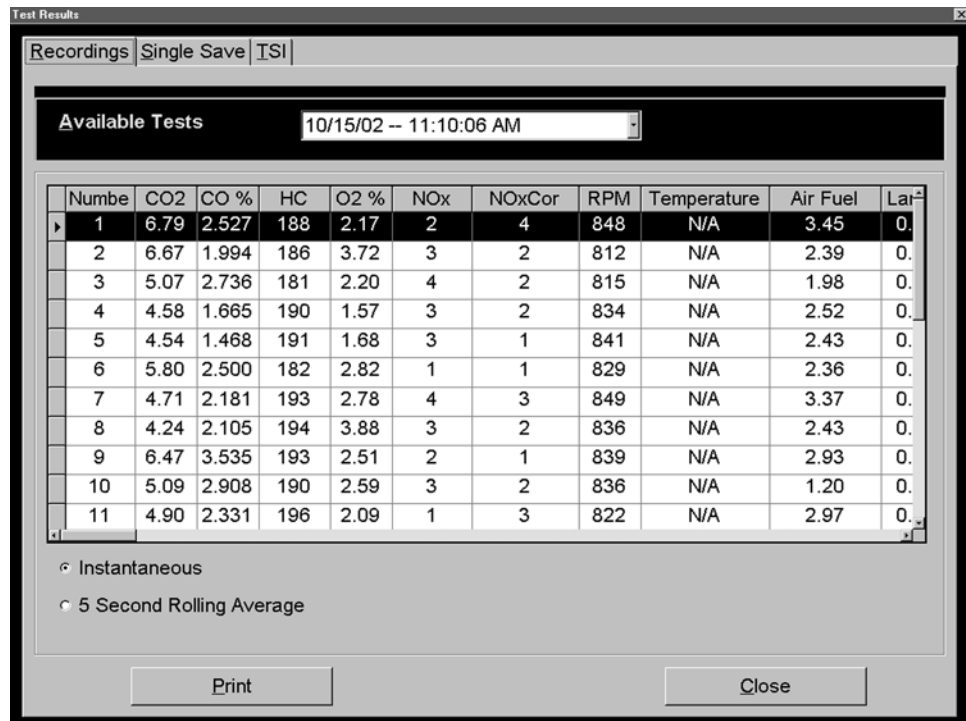 Test Results
Recordings Single Save TSI
Available Tests 10/15/02 -- 11:10:06 AM
Numbe CO2 CO % HC O2 % NOx NOxCor RPM Temperature Air Fuel Lar
1 6.79 2.527 188 2.17 2 4 848 N/A 3.45 0.
2 6.67 1.994 186 3.72 3 2 812 N/A 2.39 0.
3 5.07 2.736 181 2.20 4 2 815 N/A 1.98 0.
4 4.58 1.665 190 1.57 3 2 834 N/A 2.52 0.
5 4.54 1.468 191 1.68 3 1 841 N/A 2.43 0.
6 5.80 2.500 182 2.82 1 1 829 N/A 2.36 0.
7 4.71 2.181 193 2.78 4 3 849 N/A 3.37 0.
8 4.24 2.105 194 3.88 3 2 836 N/A 2.43 0.
9 6.47 3.535 193 2.51 2 1 839 N/A 2.93 0.
10 5.09 2.908 190 2.59 3 2 836 N/A 1.20 0.
11 4.90 2.331 196 2.09 1 3 822 N/A 2.97 0.
Instantaneous
5 Second Rolling Average
Print Close